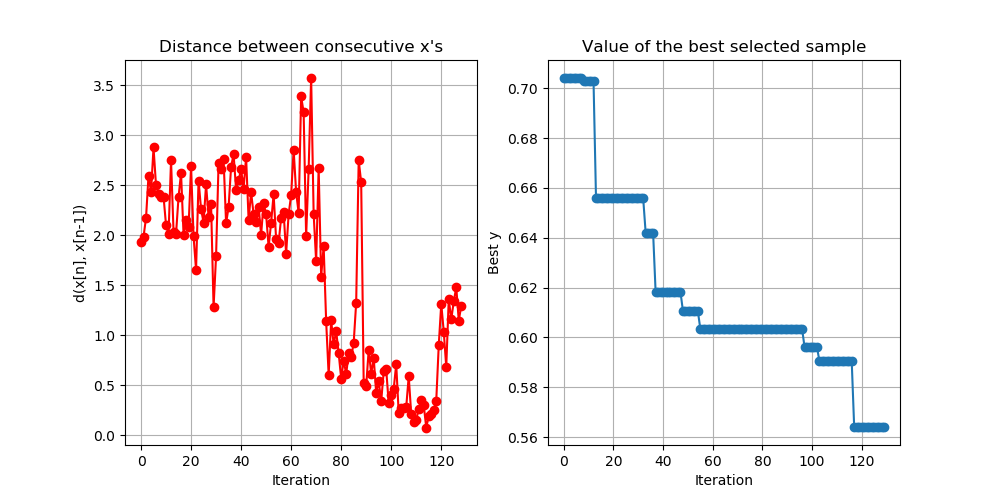 Distance between consecutive x's
d(x[n], x[n-1])
3.5
3.0
2.5
2.0
1.5
1.0
0.5
0.0
0 20 40 60 80 100 120
Iteration
Value of the best selected sample
Best y
0.70
0.68
0.66
0.64
0.62
0.60
0.58
0.56
0 20 40 60 80 100 120
Iteration